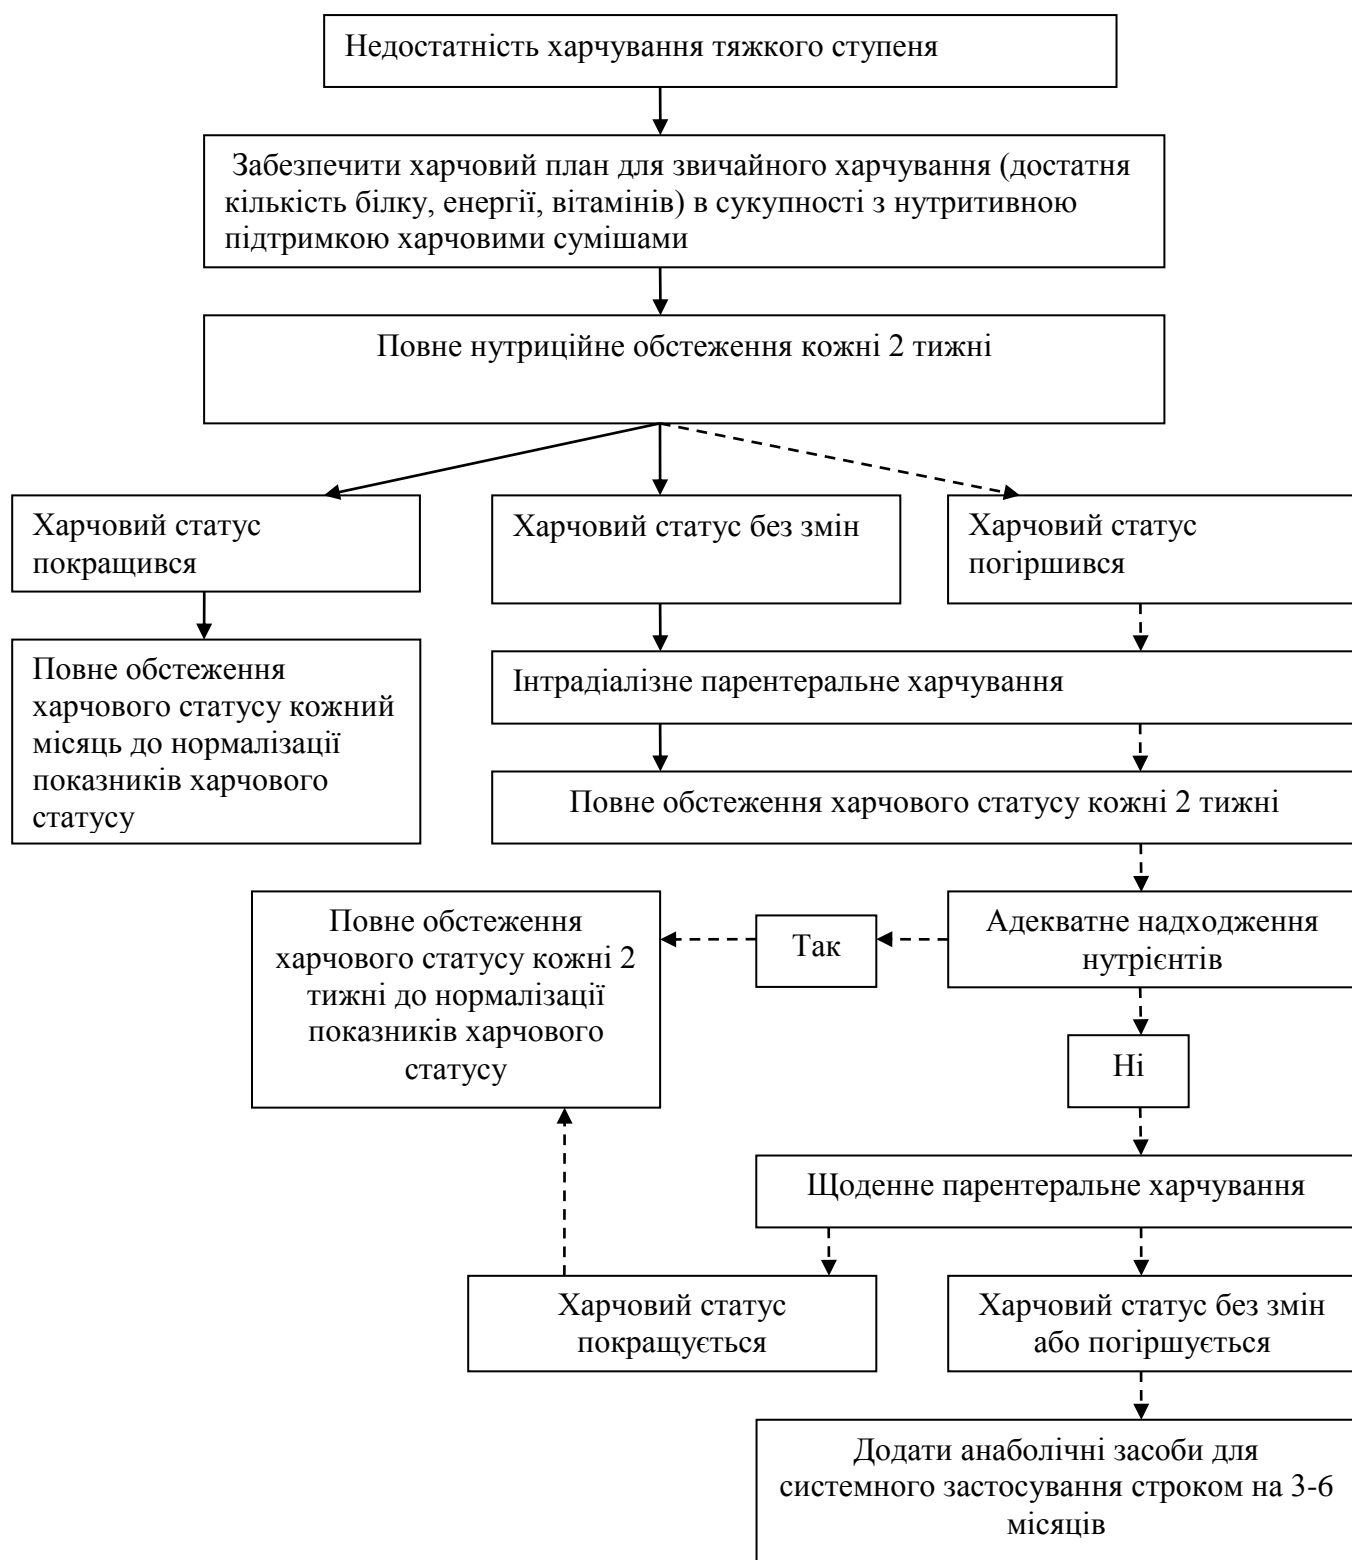 Недостатність харчування тяжкого ступеня
Забезпечити харчовий план для звичайного харчування (достатня
кількість білку, енергії, вітамінів) в сукупності з нутритивною
підтримкою харчовими сумішами
Повне нутриційне обстеження кожні 2 тижні
Харчовий статус
покращився
Харчовий статус без змін
Харчовий статус
погіршився
Повне обстеження
харчового статусу кожний
місяць до нормалізації
показників харчового
статусу
Інтрадіалізне парентеральне харчування
Повне обстеження харчового статусу кожні 2 тижні
Повне обстеження
харчового статусу кожні 2
тижні до нормалізації
показників харчового
статусу
Так
Адекватне надходження
нутрієнтів
Ні
Щоденне парентеральне харчування
Харчовий статус
покращується
Харчовий статус без змін
або погіршується
Додати анаболічні засоби для
системного застосування строком на 3-6
місяців